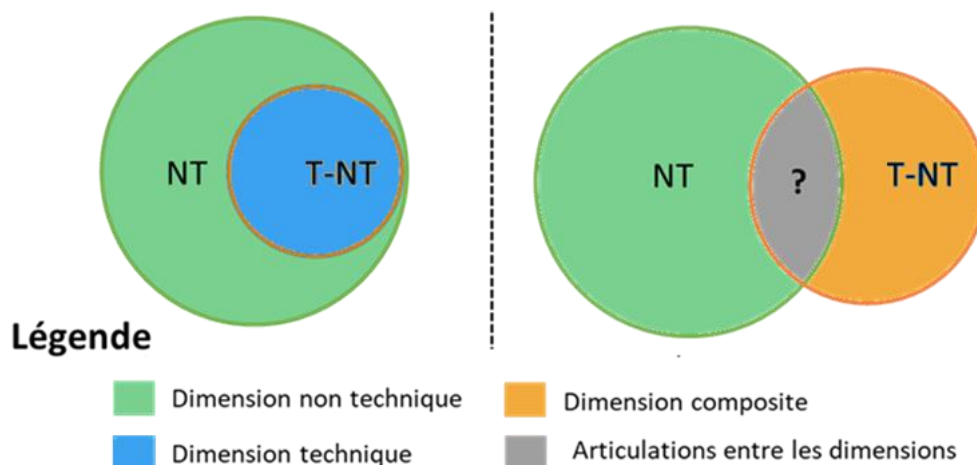 NT
T-NT
NT
?
T-NT
Légende
Dimension non technique
Dimension composite
Dimension technique
Articulations entre les dimensions